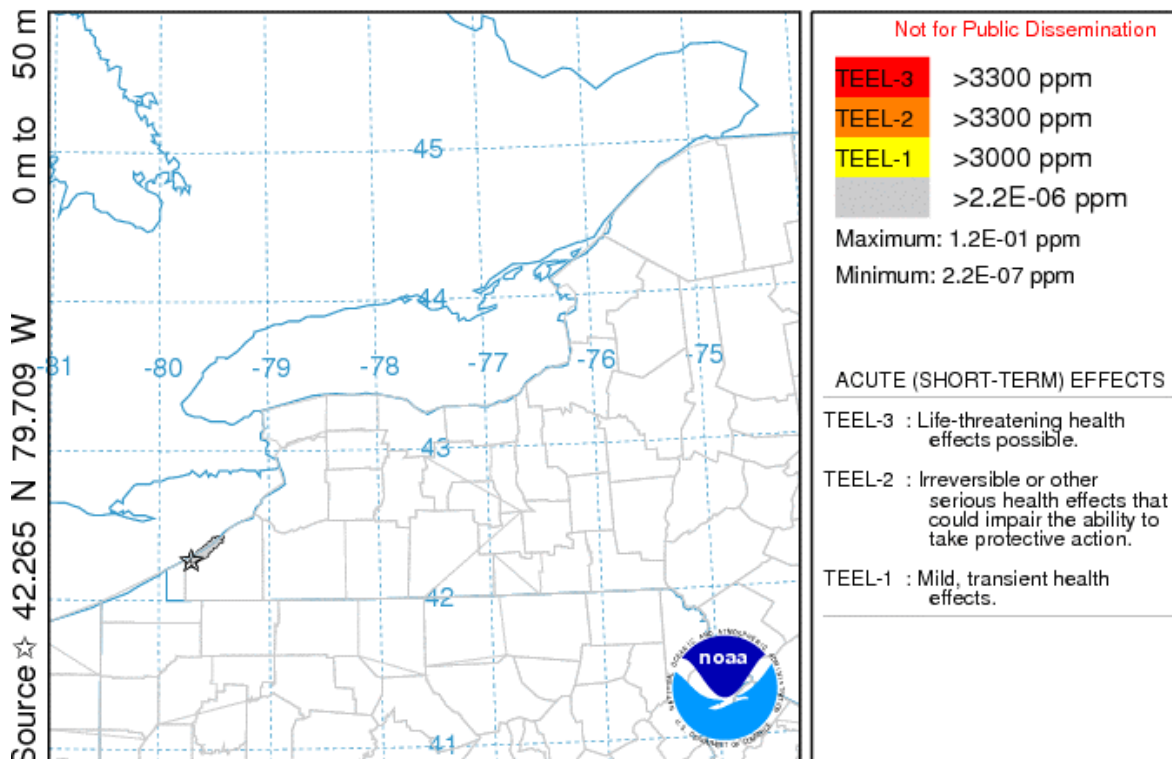 Source ☆ 42.265 N 79.709 W 0 m to 50 m
45
44
-81 -80 -79 -78 -77 -76 -75
43
42
41
noaa
Not for Public Dissemination
TEEL-3 >3300 ppm
TEEL-2 >3300 ppm
TEEL-1 >3000 ppm
>2.2E-06 ppm
Maximum: 1.2E-01 ppm
Minimum: 2.2E-07 ppm
ACUTE (SHORT-TERM) EFFECTS
TEEL-3 : Life-threatening health
effects possible.
TEEL-2 : Irreversible or other
serious health effects that
could impair the ability to
take protective action.
TEEL-1 : Mild, transient health
effects.